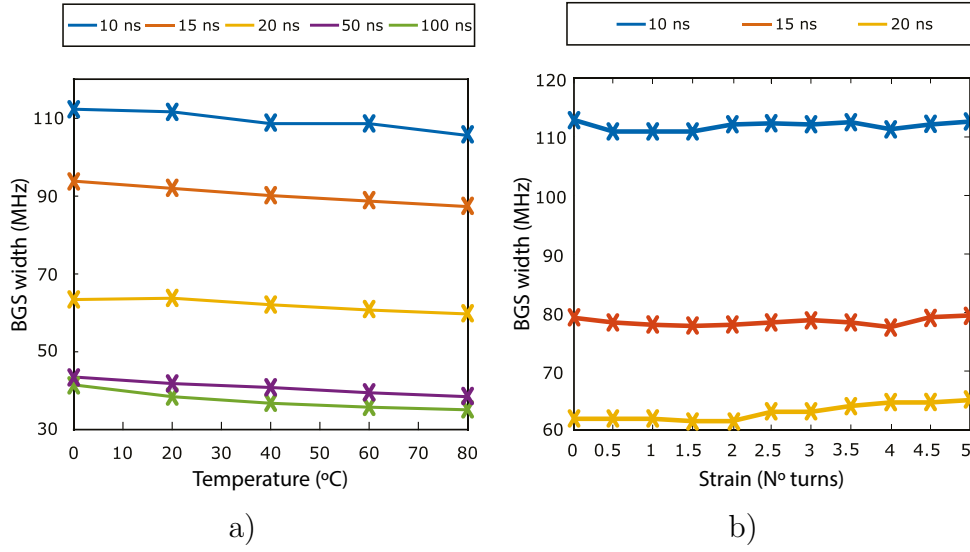 10 ns 15 ns 20 ns 50 ns 100 ns
BGS width (MHz)
110
90
70
50
30
0 10 20 30 40 50 60 70 80
Temperature (ºC)
a)
10 ns 15 ns 20 ns
BGS width (MHz)
120
110
100
90
80
70
60
0 0.5 1 1.5 2 2.5 3 3.5 4 4.5 5
Strain (Nº turns)
b)